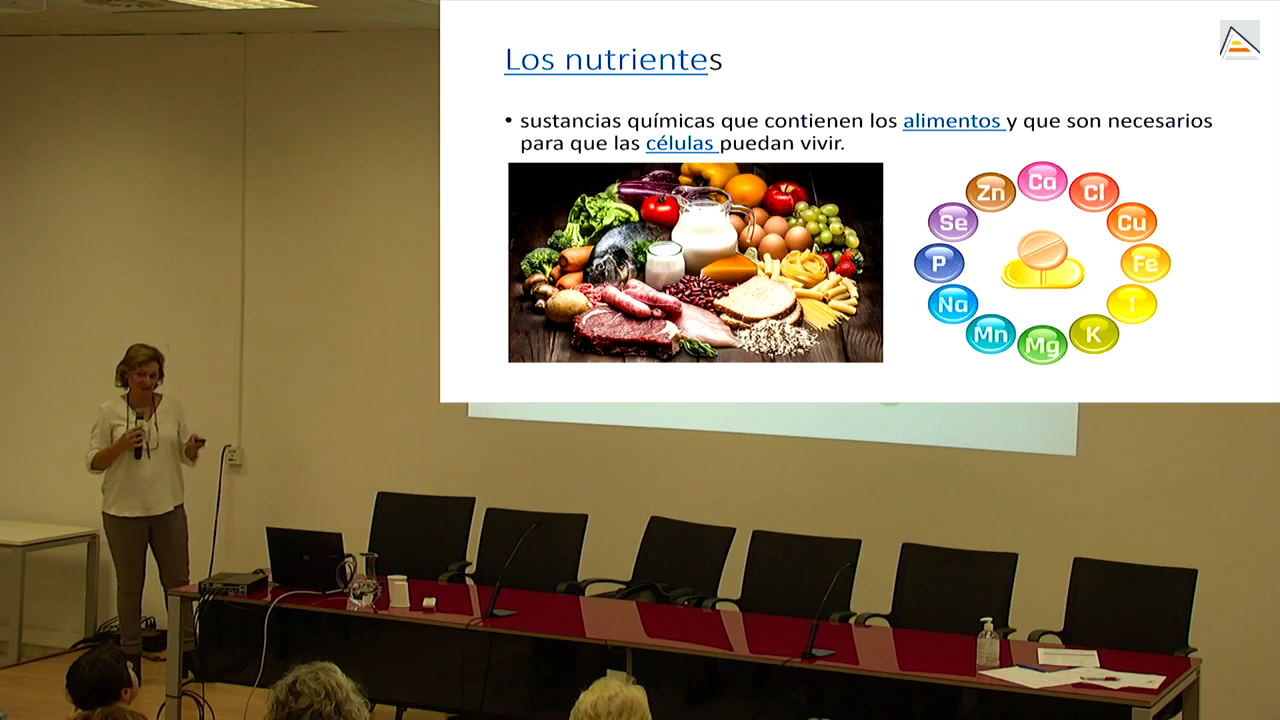 Los nutrientes
• sustancias químicas que contienen los alimentos y que son necesarios
para que las células puedan vivir.
Zn Ca Cl
Se Cu
P Fe
Na I
Mn Mg K